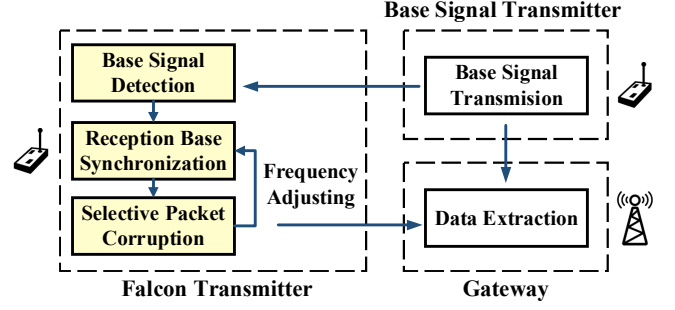 Base Signal Transmitter
Base Signal
Detection
Base Signal
Transmision
Reception Base
Synchronization
Frequency
Adjusting
Selective Packet
Corruption
Data Extraction
Falcon Transmitter
Gateway